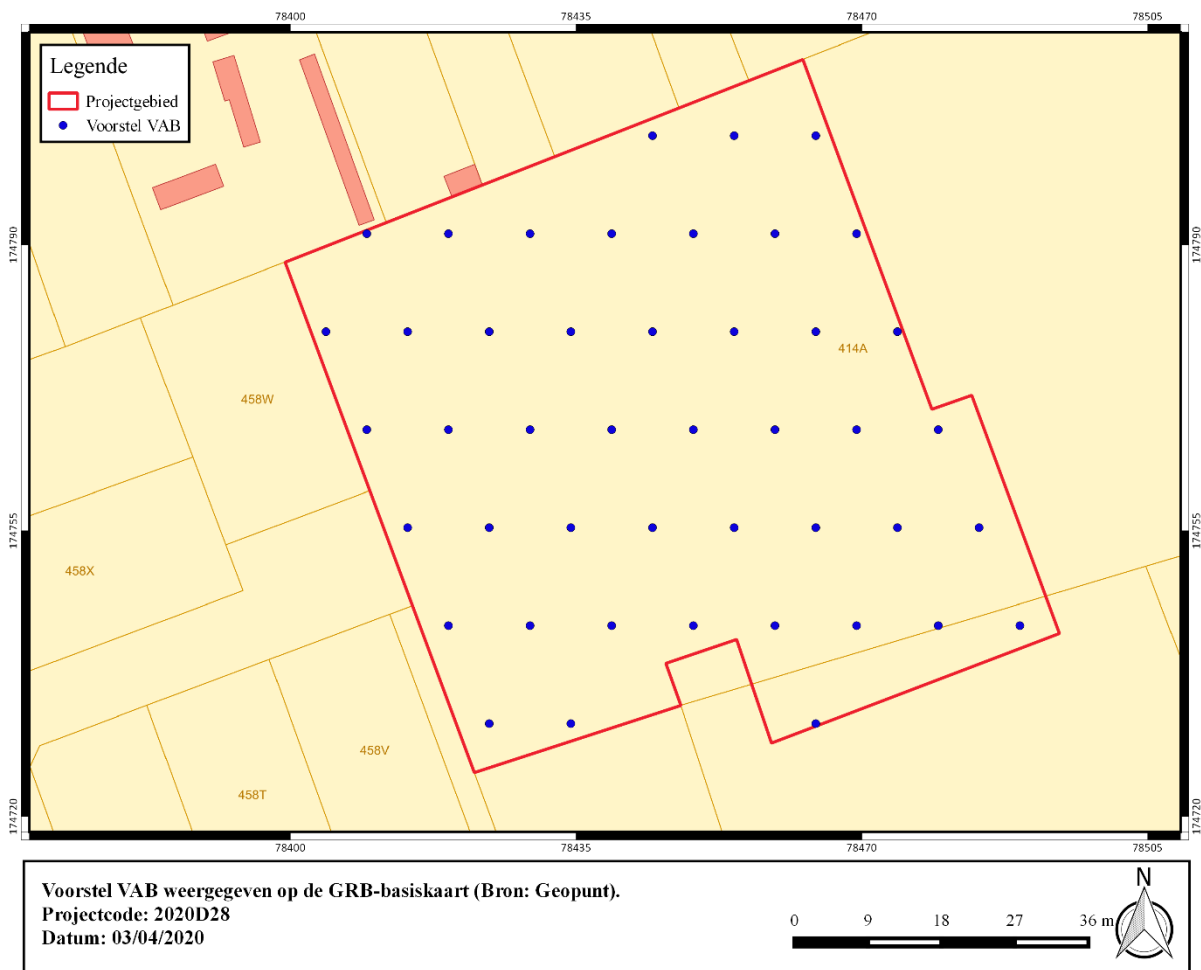 78400 78435 78470 78505
Legende
Projectgebied
Voorstel VAB
174790 174790
414A
458W
174755 174755
458X
458V
458T
174720 174720
78400 78435 78470 78505
Voorstel VAB weergegeven op de GRB-basiskaart (Bron: Geopunt).
Projectcode: 2020D28
Datum: 03/04/2020
0 9 18 27 36 m
N